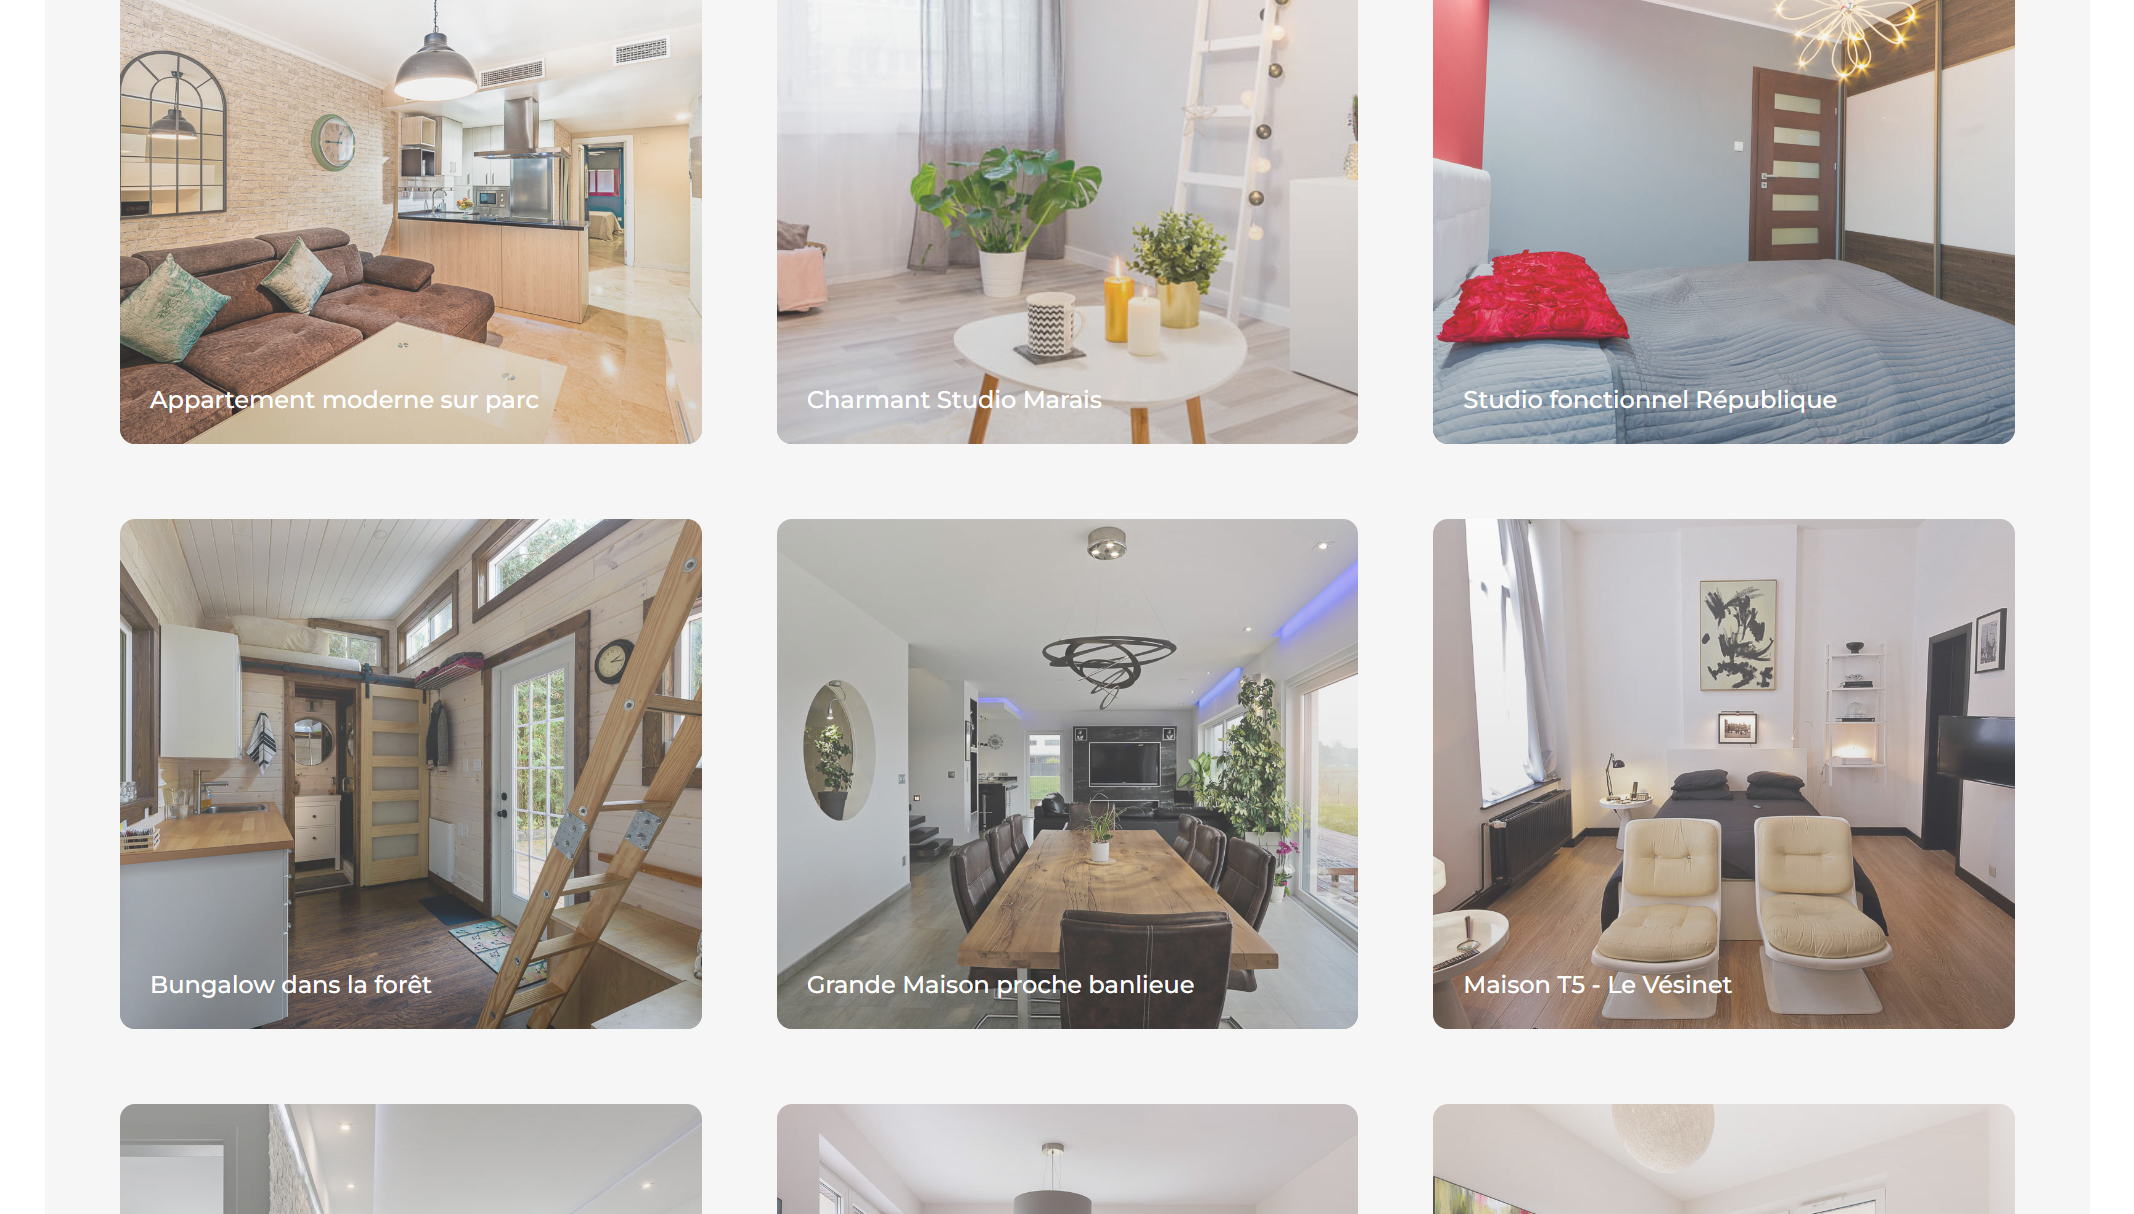 Appartement moderne sur parc
Charmant Studio Marais
Studio fonctionnel République
Bungalow dans la forêt
Grande Maison proche banlieue
Maison T5 - Le Vésinet